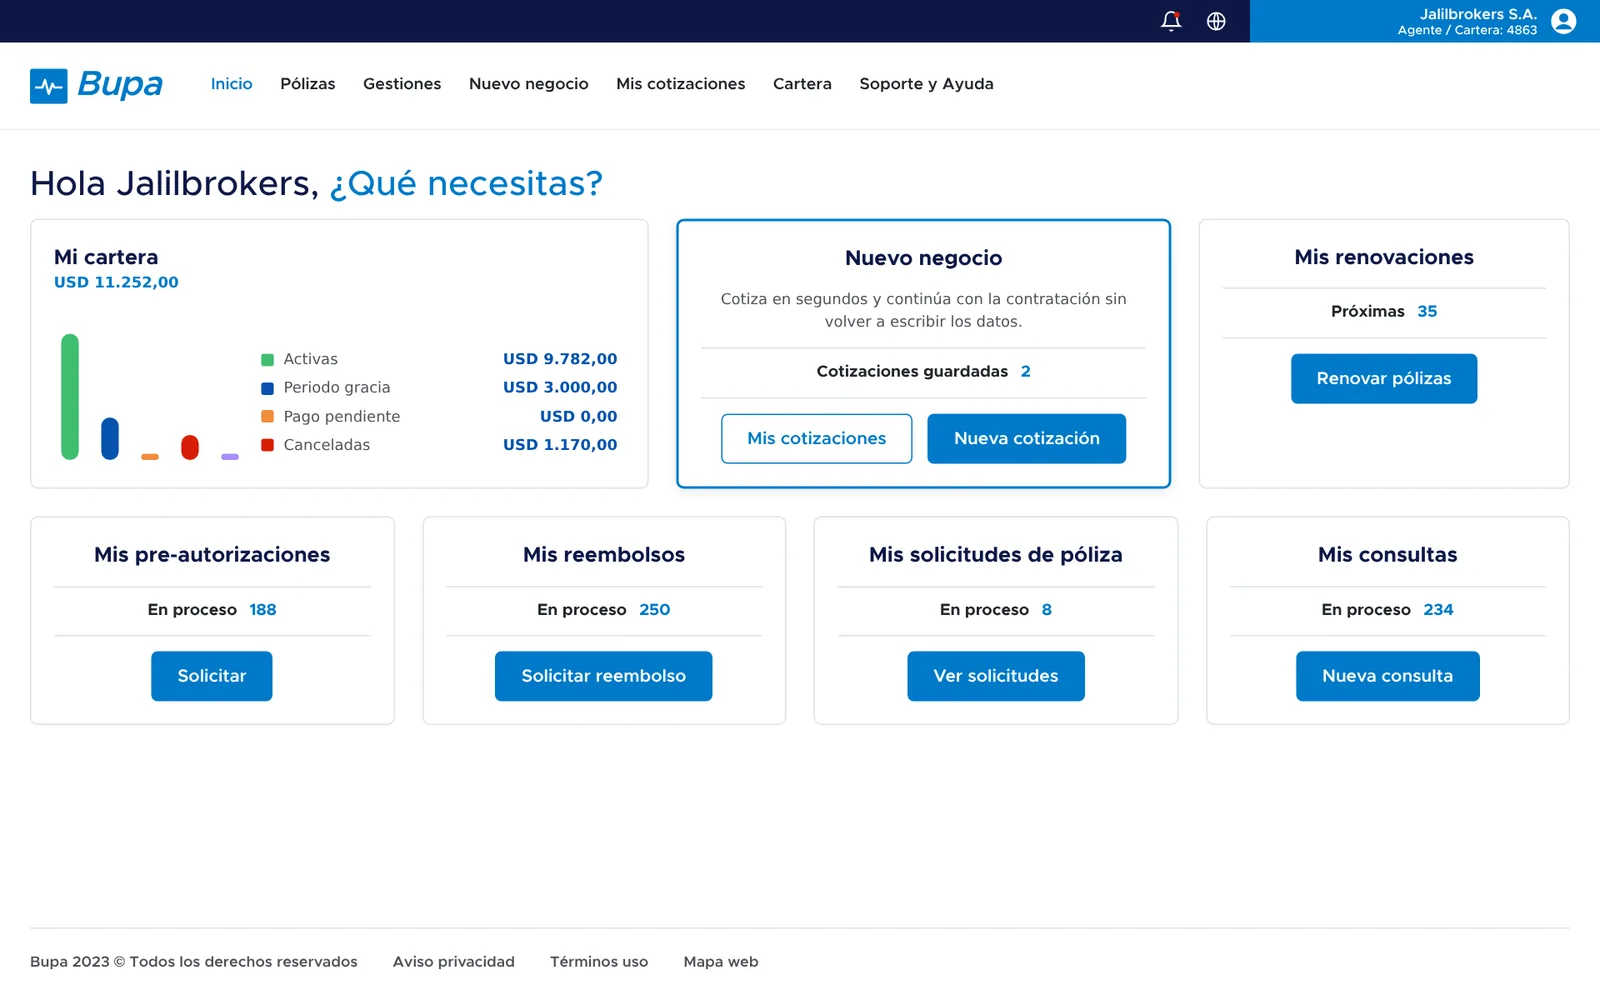 Jalilbrokers S.A.
Agente / Cartera: 4863
Bupa
Inicio
Pólizas
Gestiones
Nuevo negocio
Mis cotizaciones
Cartera
Soporte y Ayuda
Hola Jalilbrokers, ¿Qué necesitas?
Mi cartera
USD 11.252,00
Activas USD 9.782,00
Periodo gracia USD 3.000,00
Pago pendiente USD 0,00
Canceladas USD 1.170,00
Nuevo negocio
Cotiza en segundos y continúa con la contratación sin
volver a escribir los datos.
Cotizaciones guardadas 2
Mis cotizaciones
Nueva cotización
Mis renovaciones
Próximas 35
Renovar pólizas
Mis pre-autorizaciones
En proceso 188
Solicitar
Mis reembolsos
En proceso 250
Solicitar reembolso
Mis solicitudes de póliza
En proceso 8
Ver solicitudes
Mis consultas
En proceso 234
Nueva consulta
Bupa 2023 © Todos los derechos reservados
Aviso privacidad
Términos uso
Mapa web